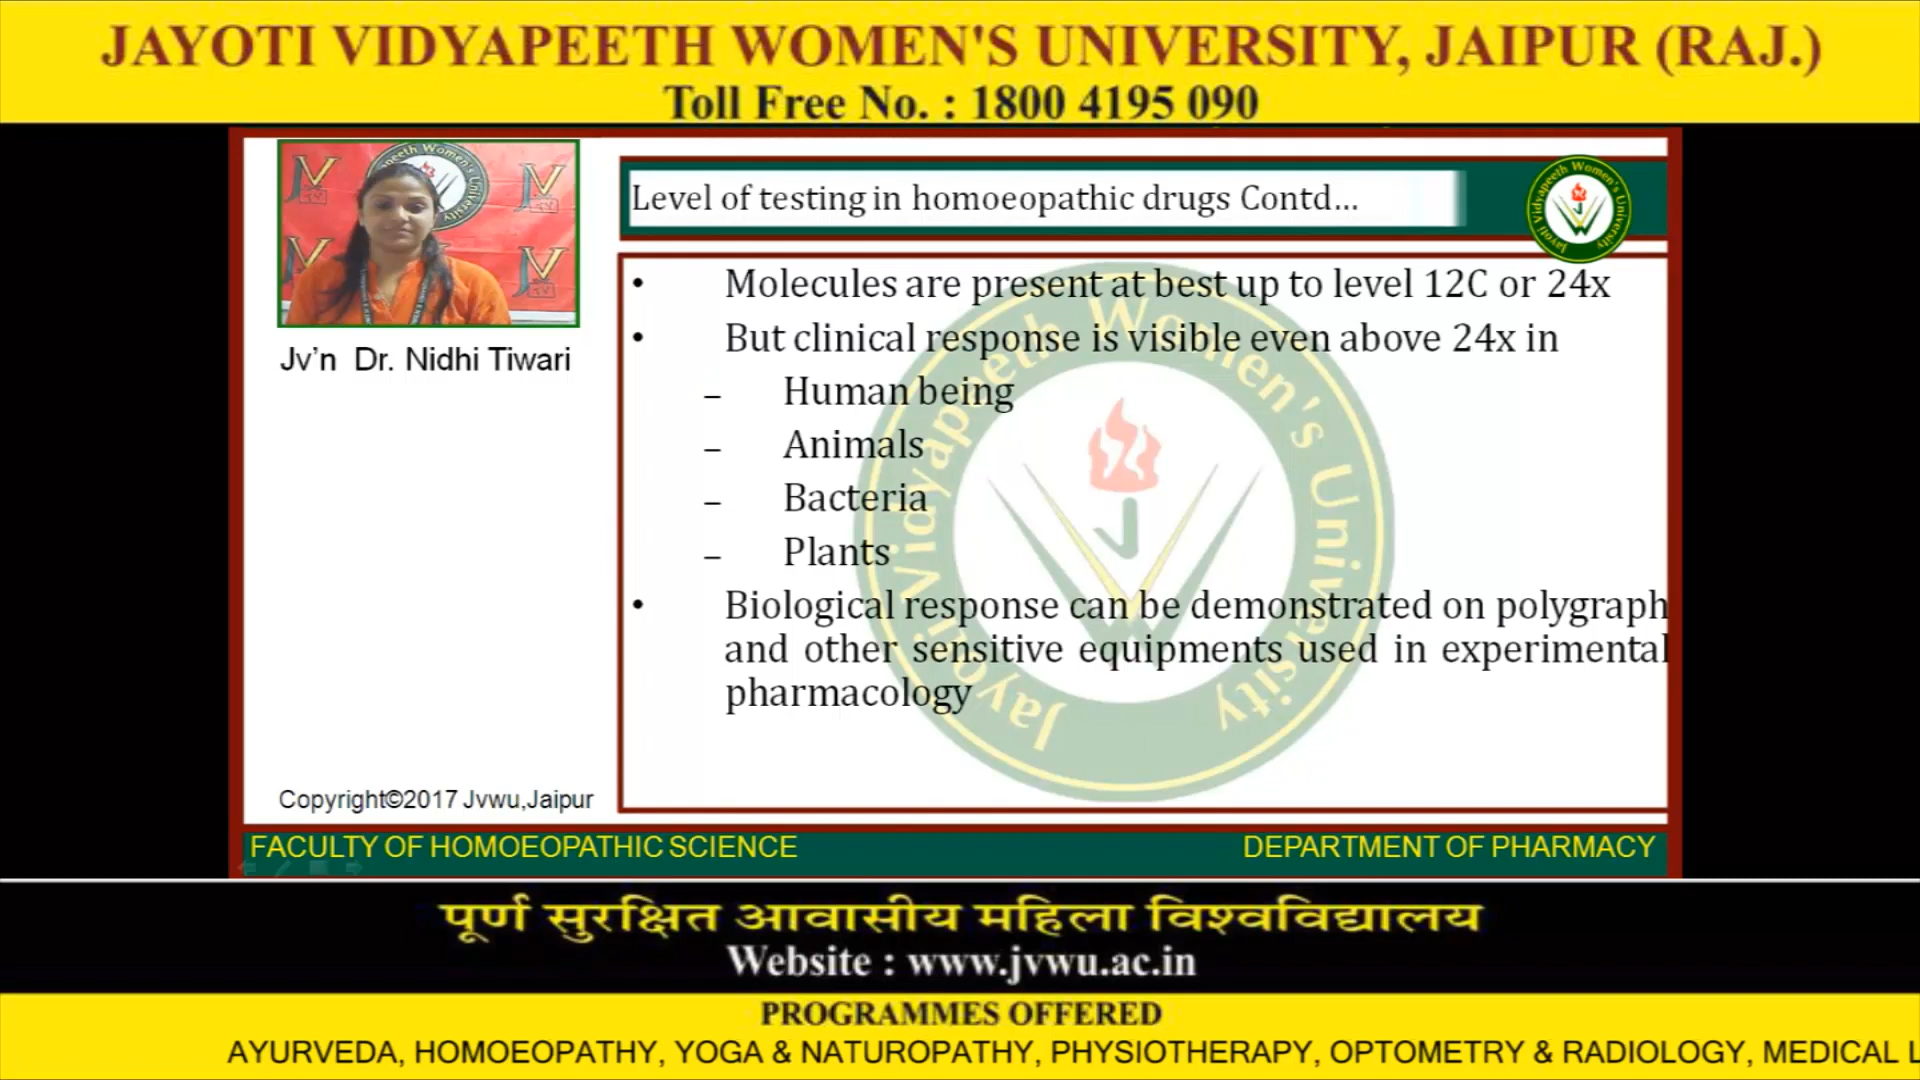 JAYOTI VIDYAPEETH WOMEN'S UNIVERSITY, JAIPUR (RAJ.)
Toll Free No. : 1800 4195 090
Level of testing in homoeopathic drugs Contd...
Jv'n Dr. Nidhi Tiwari
• Molecules are present at best up to level 12C or 24x
• But clinical response is visible even above 24x in
– Human being
– Animals
– Bacteria
– Plants
• Biological response can be demonstrated on polygraph
and other sensitive equipments used in experimental
pharmacology
Jayoti Vidyapeeth Women's University
Copyright©2017 Jvwu,Jaipur
FACULTY OF HOMOEOPATHIC SCIENCE
DEPARTMENT OF PHARMACY
पूर्ण सुरक्षित आवासीय महिला विश्वविद्यालय
Website : www.jvwu.ac.in
PROGRAMMES OFFERED
AYURVEDA, HOMOEOPATHY, YOGA & NATUROPATHY, PHYSIOTHERAPY, OPTOMETRY & RADIOLOGY, MEDICAL L